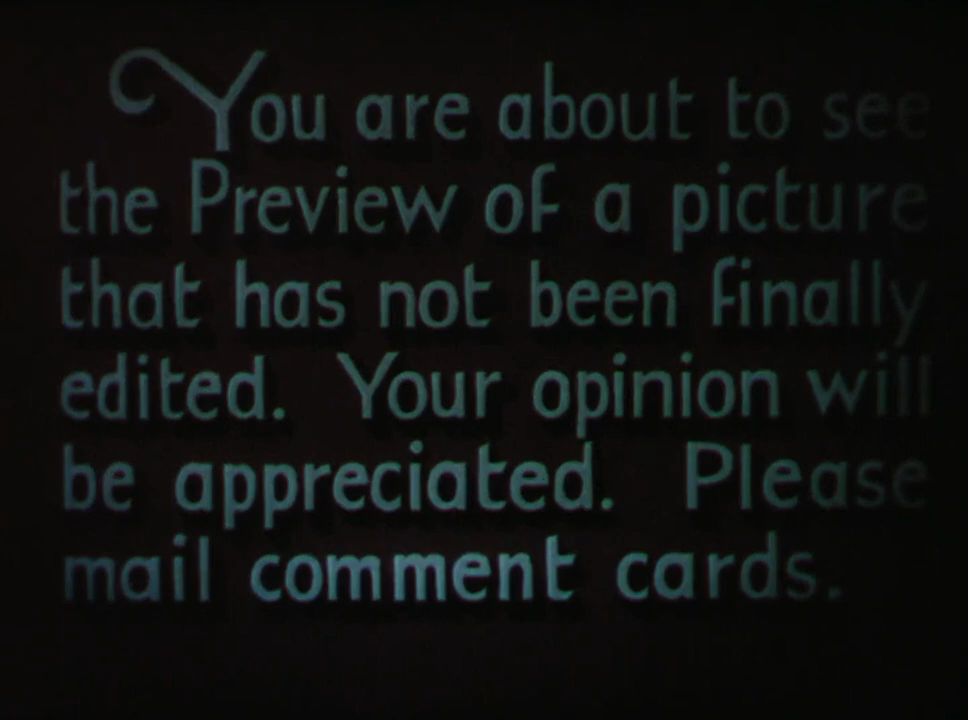 You are about to see
the Preview of a picture
that has not been finally
edited. Your opinion will
be appreciated. Please
mail comment cards.